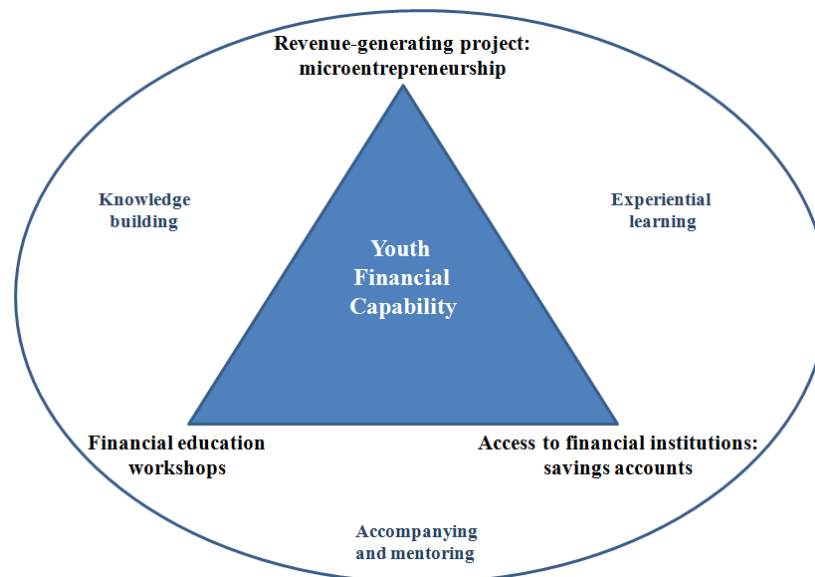 Revenue-generating project:
microentrepreneurship
Knowledge
building
Experiential
learning
Youth
Financial
Capability
Financial education
workshops
Access to financial institutions:
savings accounts
Accompanying
and mentoring